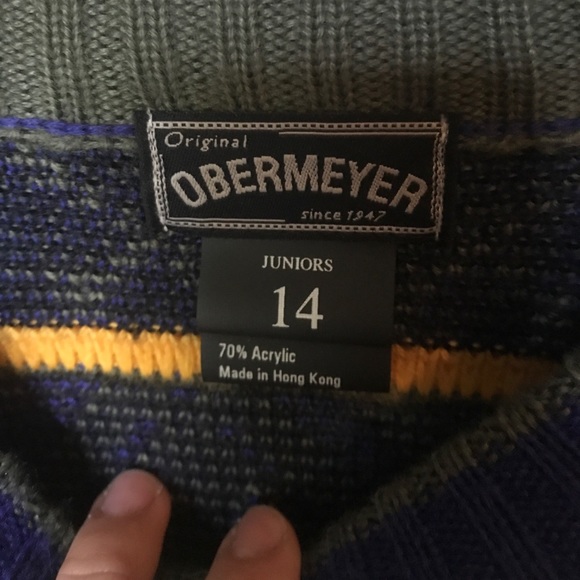 Original
OBERMEYER
since 1947
JUNIORS
14
70% Acrylic
Made in Hong Kong